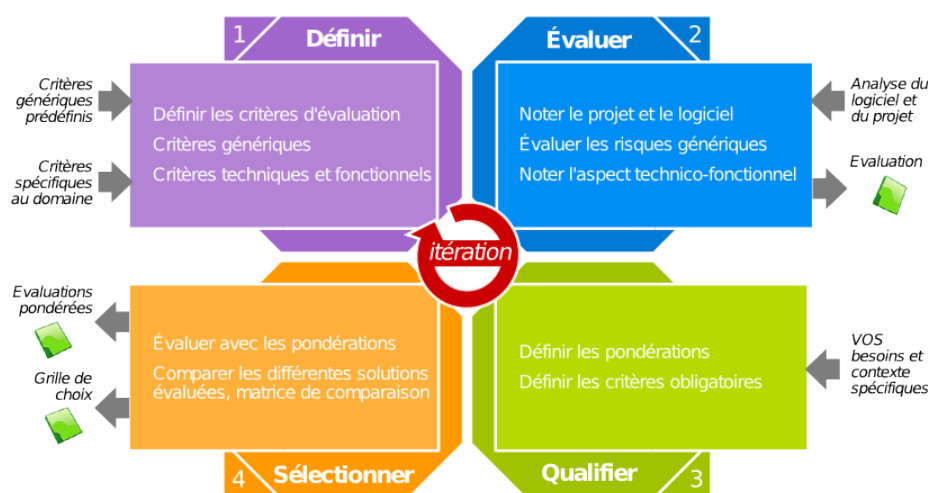 1
Définir
Critères
génériques
prédéfinis
Critères
spécifiques
au domaine
Définir les critères d'évaluation
Critères génériques
Critères techniques et fonctionnels
Évaluer
2
Noter le projet et le logiciel
Évaluer les risques génériques
Noter l'aspect technico-fonctionnel
Analyse du
logiciel et
du projet
Evaluation
itération
Evaluations
pondérées
Grille de
choix
Évaluer avec les pondérations
Comparer les différentes solutions
évaluées, matrice de comparaison
4
Sélectionner
Définir les pondérations
Définir les critères obligatoires
VOS
besoins et
contexte
spécifiques
Qualifier
3